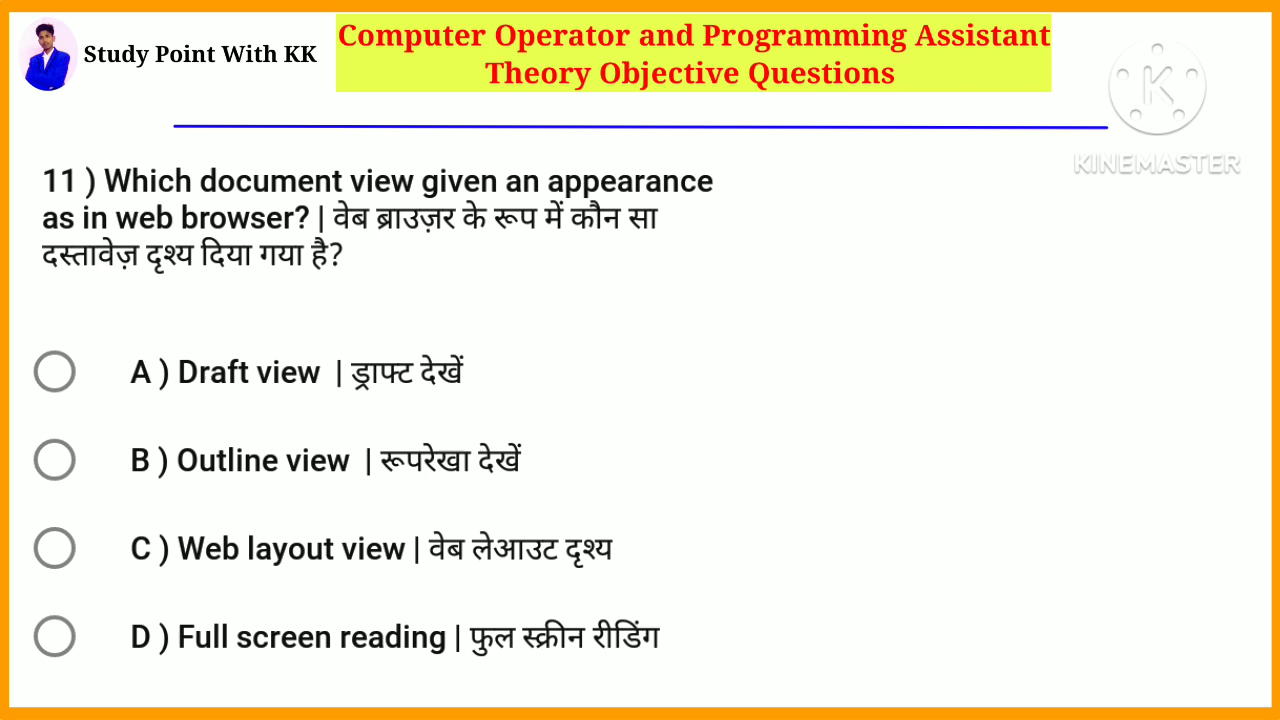 Study Point With KK
Computer Operator and Programming Assistant
Theory Objective Questions
K
KINEMASTER
11 ) Which document view given an appearance
as in web browser? | वेब ब्राउज़र के रूप में कौन सा
दस्तावेज़ दृश्य दिया गया है?
A ) Draft view | ड्राफ्ट देखें
B ) Outline view | रूपरेखा देखें
C ) Web layout view | वेब लेआउट दृश्य
D ) Full screen reading | फुल स्क्रीन रीडिंग